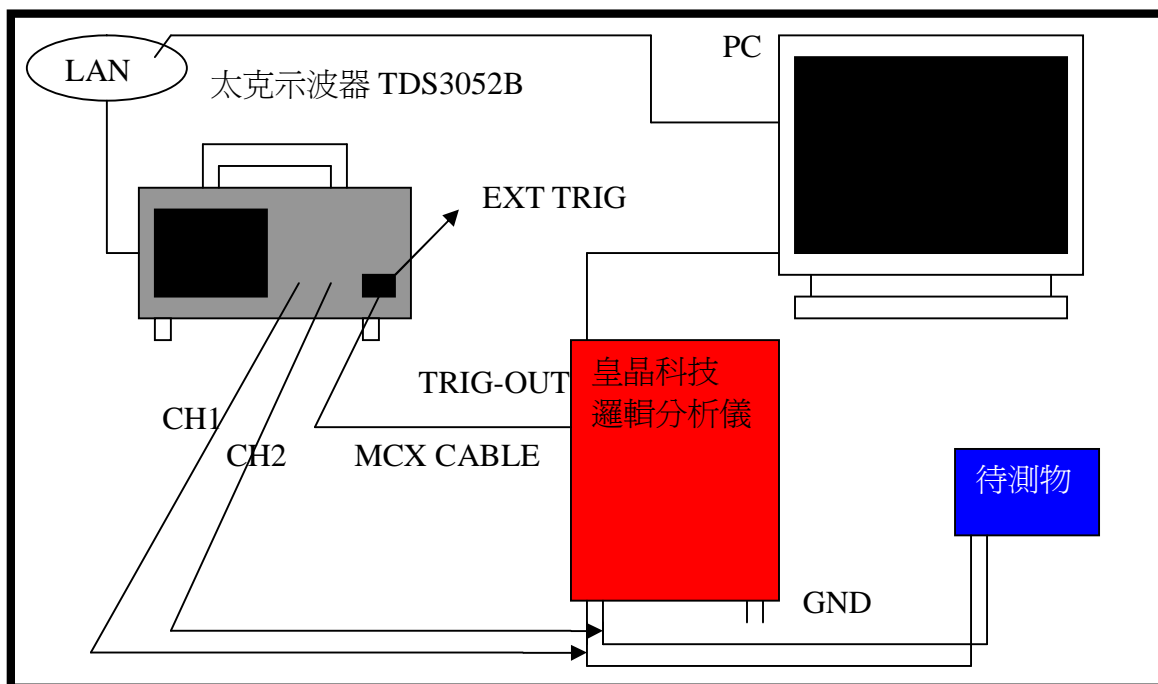 LAN
PC
太克示波器 TDS3052B
EXT TRIG
TRIG-OUT
皇晶科技
邏輯分析儀
CH1
CH2
MCX CABLE
待測物
GND